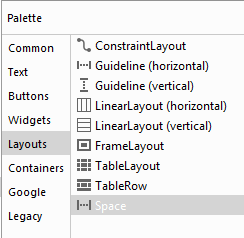 Palette
Common
Text
Buttons
Widgets
Layouts
Containers
Google
Legacy
ConstraintLayout
Guideline (horizontal)
Guideline (vertical)
LinearLayout (horizontal)
LinearLayout (vertical)
FrameLayout
TableLayout
TableRow
Space